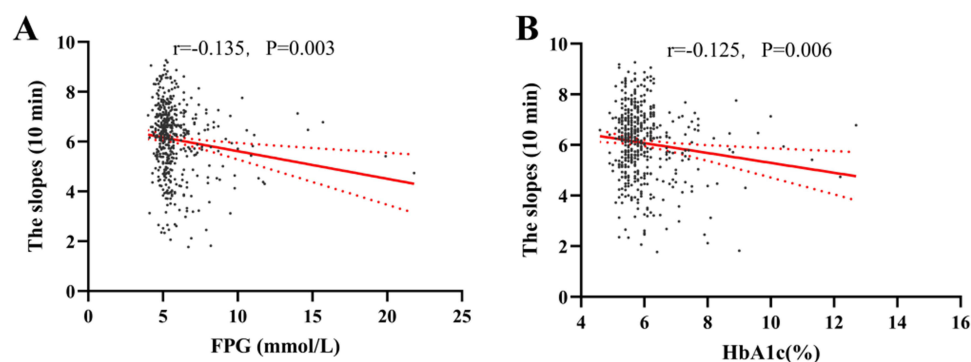 A
r=-0.135, P=0.003
The slopes (10 min)
10
8
6
4
2
0
0 5 10 15 20 25
FPG (mmol/L)
B
r=-0.125, P=0.006
The slopes (10 min)
10
8
6
4
2
0
4 6 8 10 12 14 16
HbA1c(%)